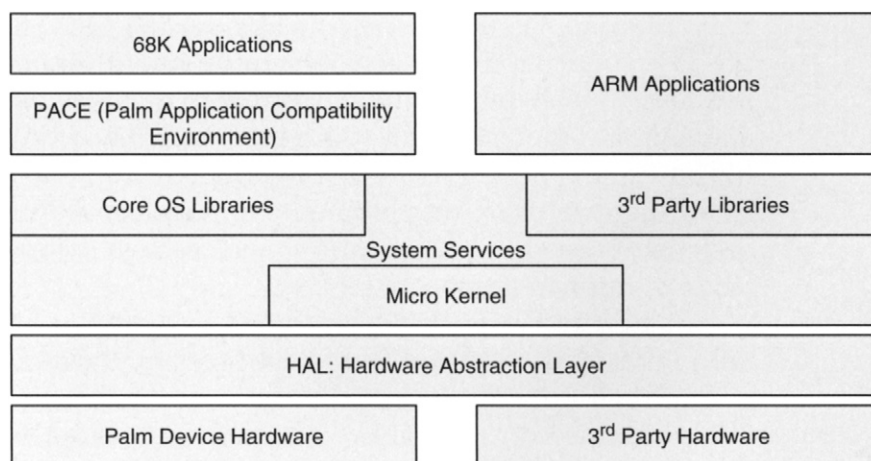 68K Applications
ARM Applications
PACE (Palm Application Compatibility
Environment)
Core OS Libraries
3rd Party Libraries
System Services
Micro Kernel
HAL: Hardware Abstraction Layer
Palm Device Hardware
3rd Party Hardware